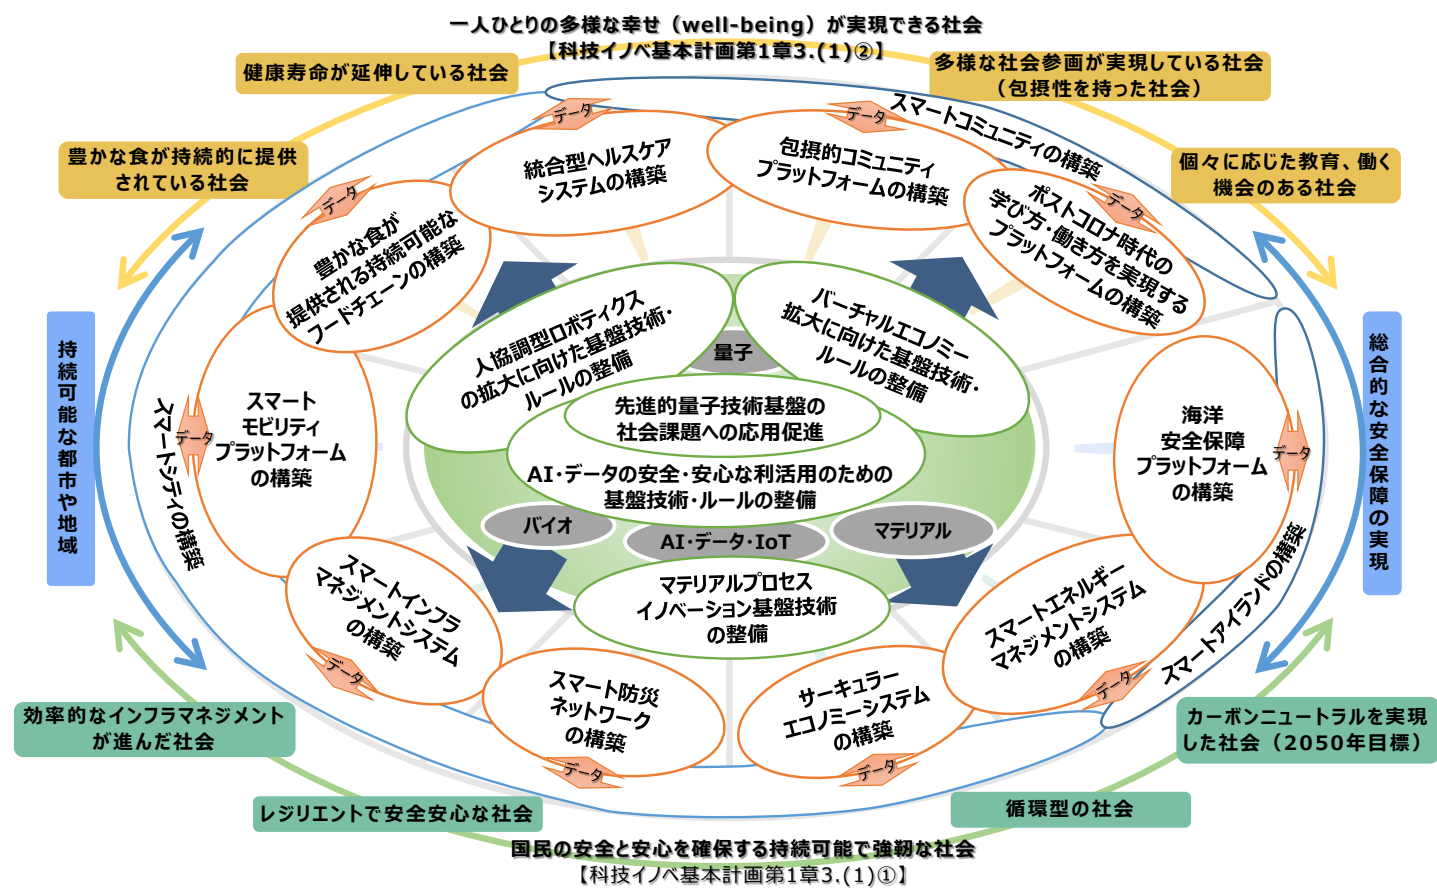 一人ひとりの多様な幸せ（well-being）が実現できる社会
【科技イノベ基本計画第1章3.(1)②】
健康寿命が延伸している社会
多様な社会参画が実現している社会
（包摂性を持った社会）
豊かな食が持続的に提供
されている社会
個々に応じた教育、働く
機会のある社会
データ
データ
スマートコミュニティの構築
統合型ヘルスケア
システムの構築
包摂的コミュニティ
プラットフォームの構築
データ
データ
豊かな食が
提供される持続可能な
フードチェーンの構築
ポストコロナ時代の
学び方・働き方を実現する
プラットフォームの構築
人協調型ロボティクス
の拡大に向けた基盤技術・
ルールの整備
バーチャルエコノミー
拡大に向けた基盤技術・
ルールの整備
量子
持続可能な都市や地域
総合的な安全保障の実現
先進的量子技術基盤の
社会課題への応用促進
スマートシティの構築
データ
スマート
モビリティ
プラットフォーム
の構築
海洋
安全保障
プラットフォーム
の構築
データ
AI・データの安全・安心な利活用のための
基盤技術・ルールの整備
バイオ
AI・データ・IoT
マテリアル
スマートアイランドの構築
マテリアルプロセス
イノベーション基盤技術
の整備
スマートインフラ
マネジメントシステム
の構築
スマートエネルギー
マネジメントシステム
の構築
データ
データ
スマート防災
ネットワーク
の構築
サーキュラー
エコノミーシステム
の構築
データ
データ
効率的なインフラマネジメント
が進んだ社会
カーボンニュートラルを実現
した社会（2050年目標）
レジリエントで安全安心な社会
循環型の社会
国民の安全と安心を確保する持続可能で強靭な社会
【科技イノベ基本計画第1章3.(1)①】